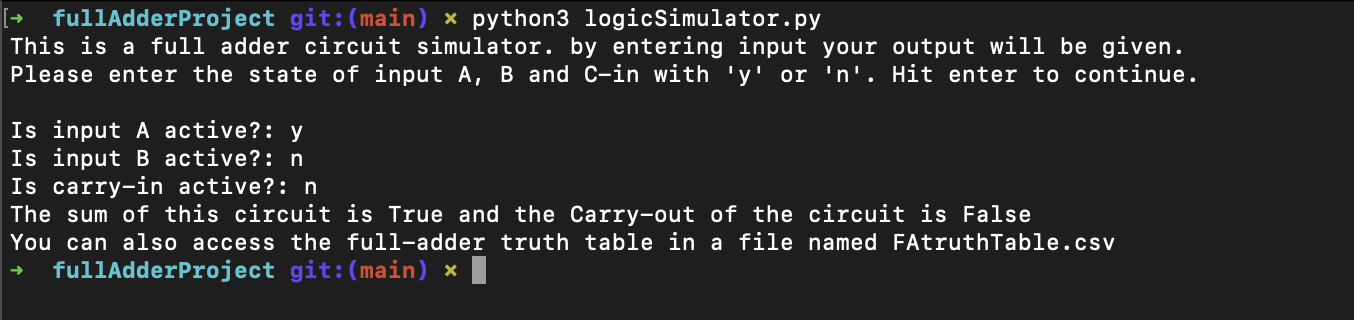 [➜  fullAdderProject git:(main) × python3 logicSimulator.py
This is a full adder circuit simulator. by entering input your output will be given.
Please enter the state of input A, B and C-in with 'y' or 'n'. Hit enter to continue.
Is input A active?: y
Is input B active?: n
Is carry-in active?: n
The sum of this circuit is True and the Carry-out of the circuit is False
You can also access the full-adder truth table in a file named FAtruthTable.csv
➜  fullAdderProject git:(main) ×